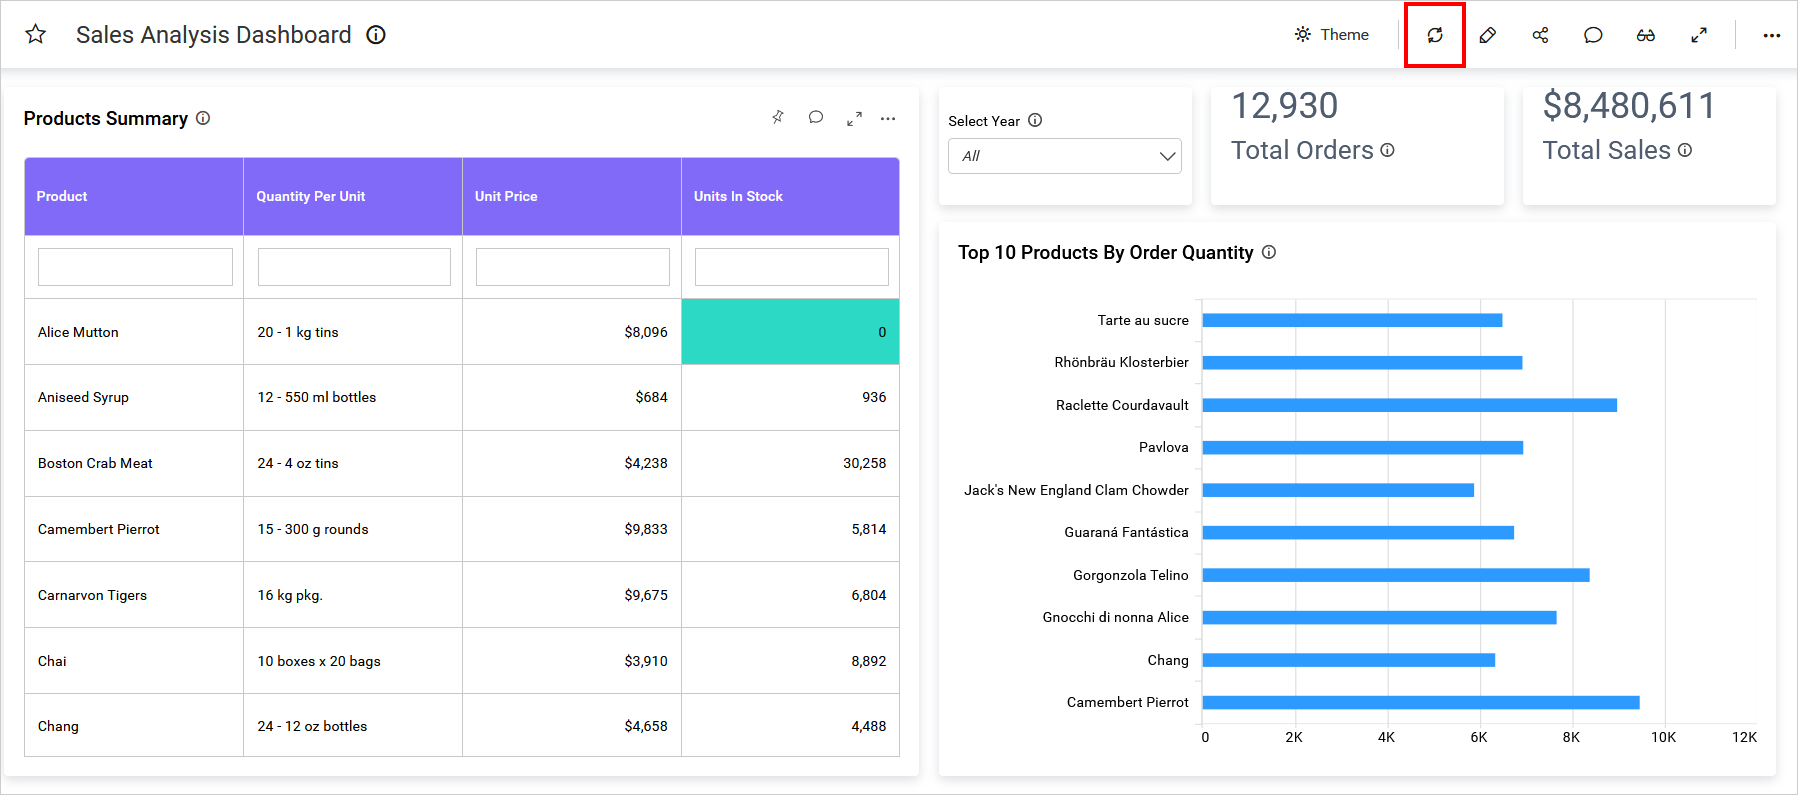 Sales Analysis Dashboard
Theme
Products Summary
Product Quantity Per Unit Unit Price Units In Stock
Alice Mutton 20 - 1 kg tins $8,096 0
Aniseed Syrup 12 - 550 ml bottles $684 936
Boston Crab Meat 24 - 4 oz tins $4,238 30,258
Camembert Pierrot 15 - 300 g rounds $9,833 5,814
Carnarvon Tigers 16 kg pkg. $9,675 6,804
Chai 10 boxes x 20 bags $3,910 8,892
Chang 24 - 12 oz bottles $4,658 4,488
Select Year
All
12,930
Total Orders
$8,480,611
Total Sales
Top 10 Products By Order Quantity
Tarte au sucre
Rhönbräu Klosterbier
Raclette Courdavault
Pavlova
Jack's New England Clam Chowder
Guaraná Fantástica
Gorgonzola Telino
Gnocchi di nonna Alice
Chang
Camembert Pierrot
0 2K 4K 6K 8K 10K 12K